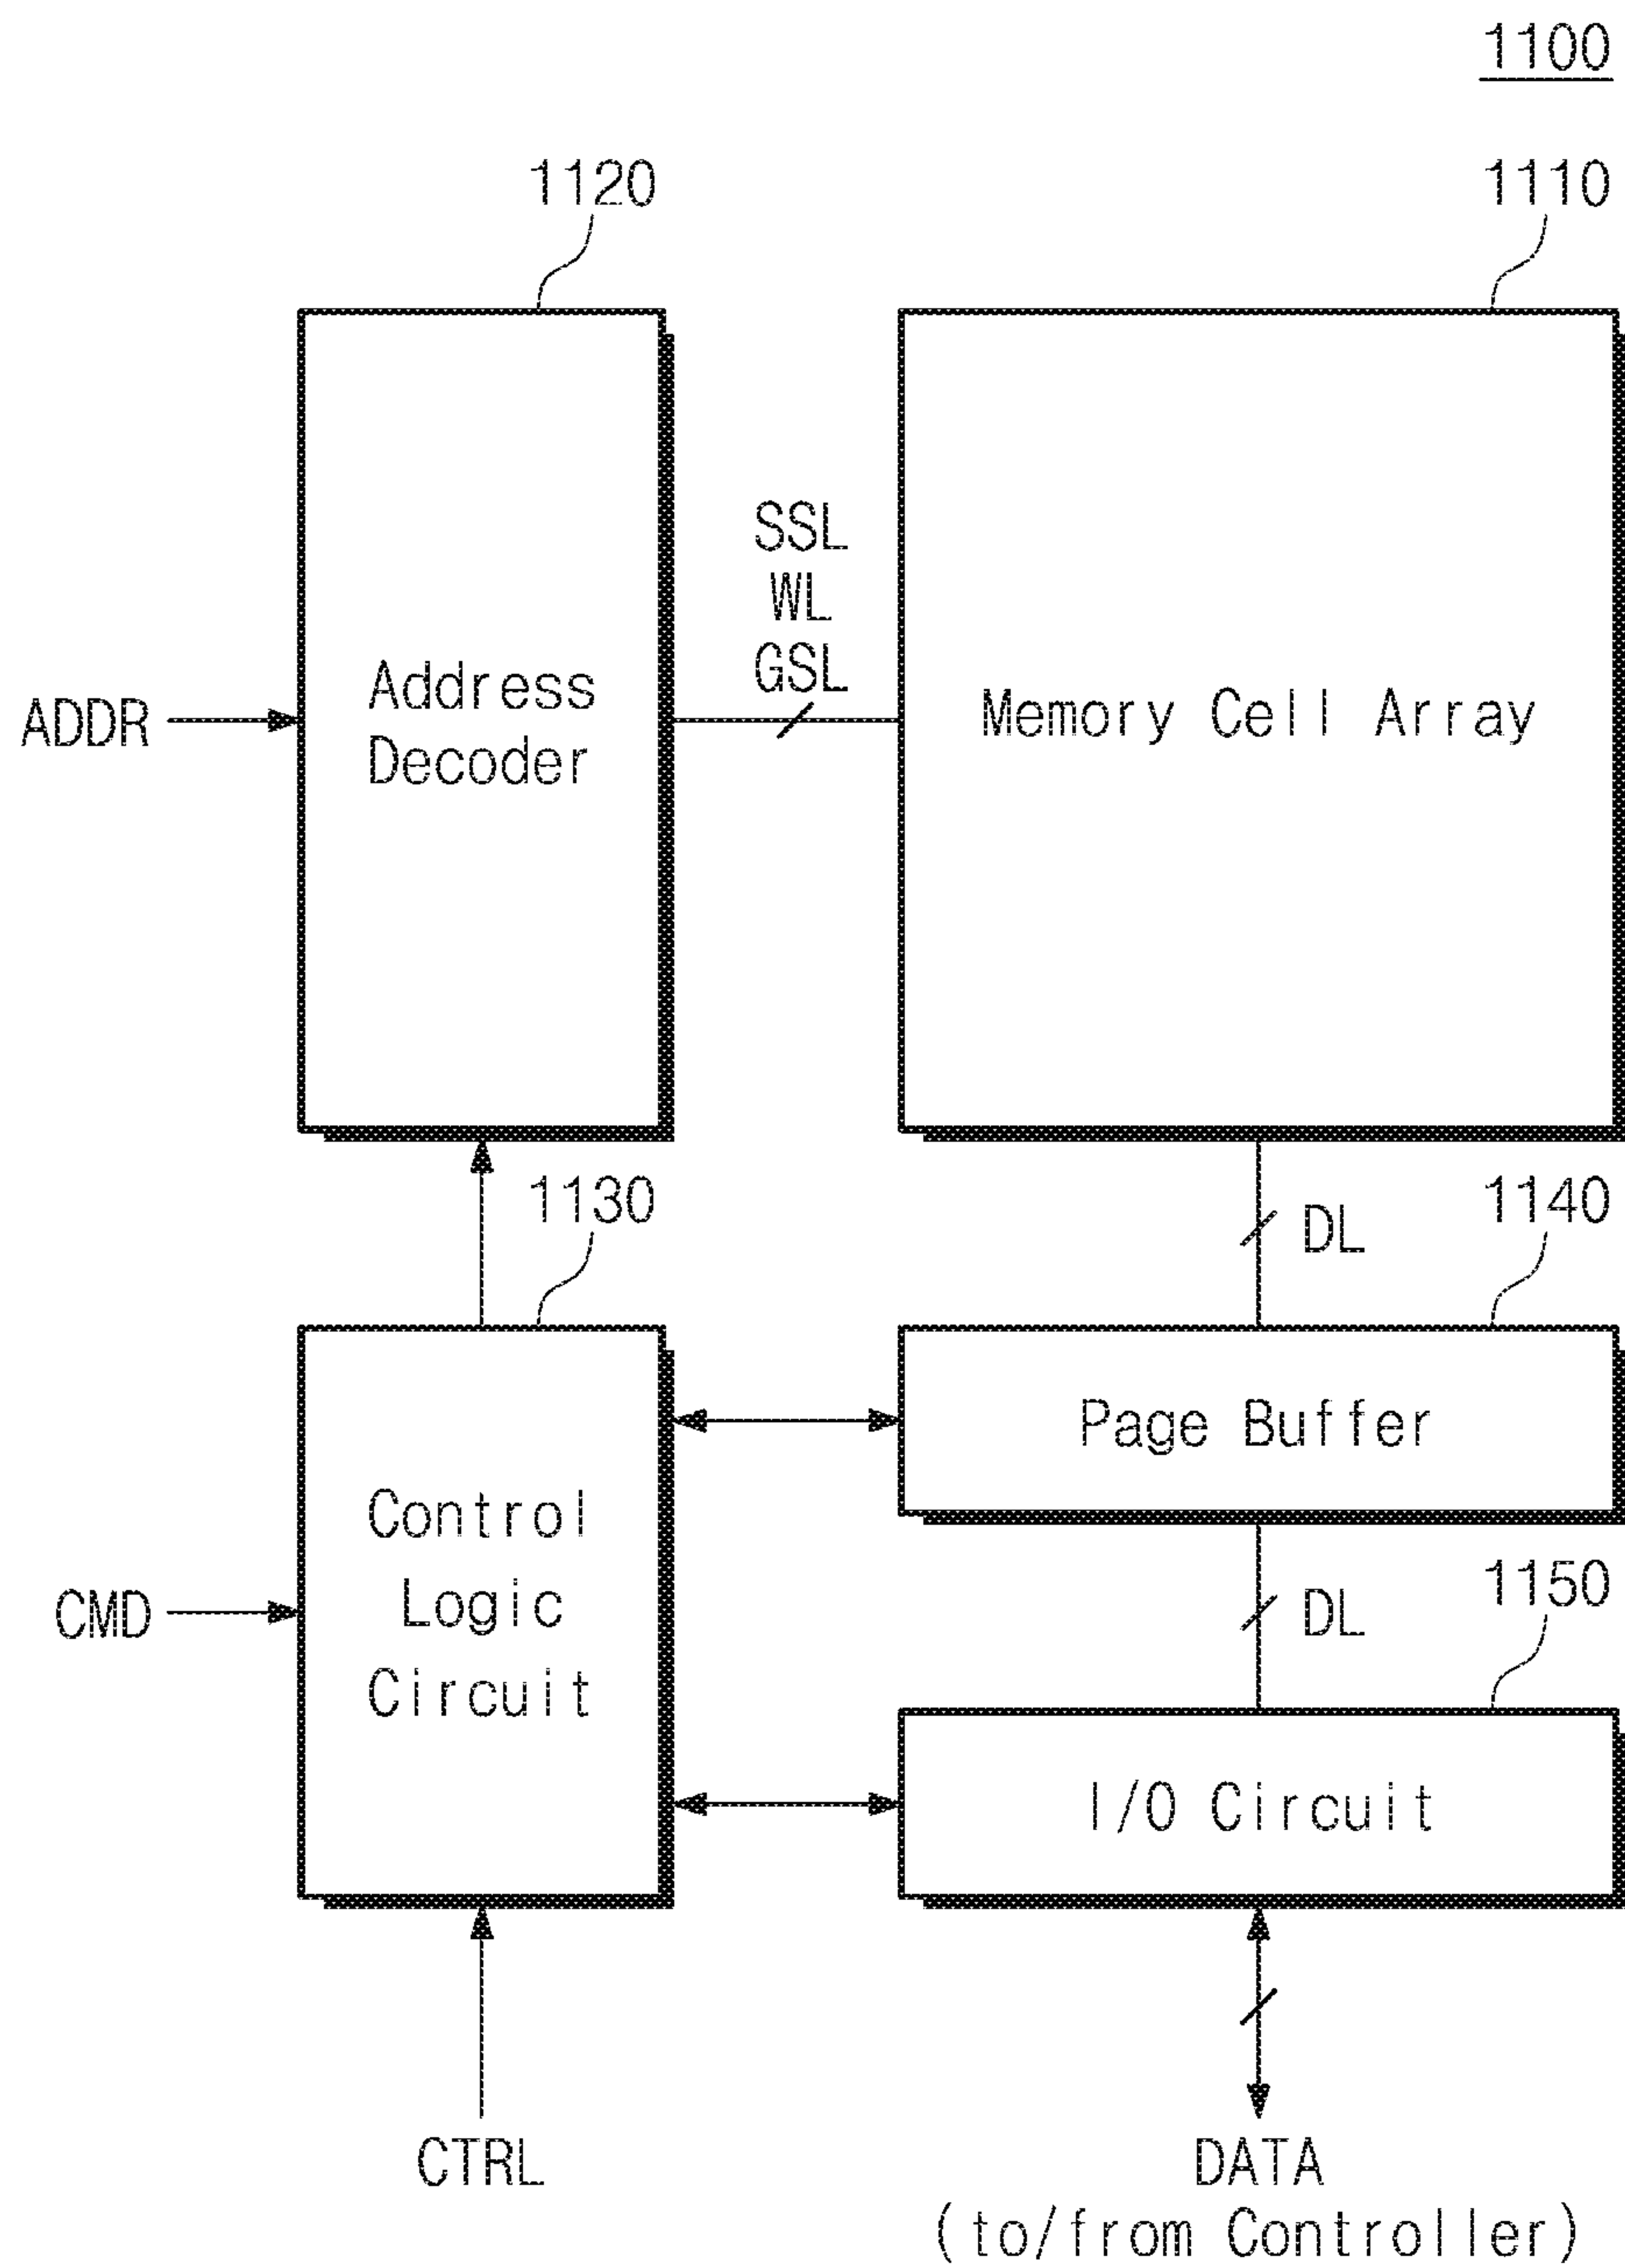 1100
1120
1110
SSL
WL
GSL
ADDR
Address
Decoder
Memory Cell Array
1130
DL
1140
Page Buffer
Control
Logic
Circuit
CMD
DL
1150
I/O Circuit
CTRL
DATA
(to/from Controller)